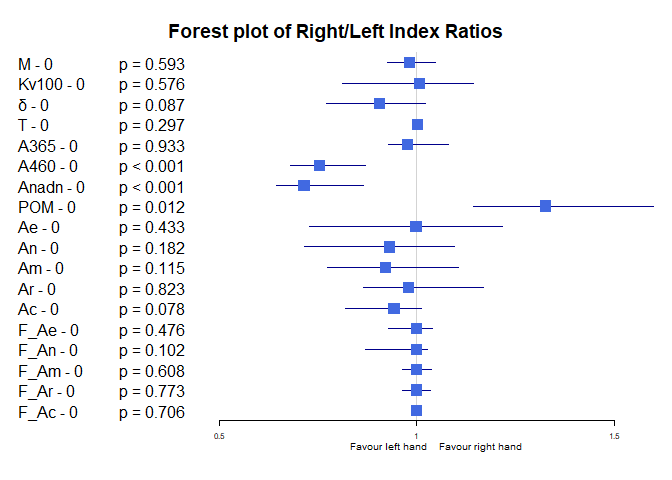 Forest plot of Right/Left Index Ratios
M - 0 p = 0.593
Kv100 - 0 p = 0.576
δ - 0 p = 0.087
T - 0 p = 0.297
A365 - 0 p = 0.933
A460 - 0 p < 0.001
Anadn - 0 p < 0.001
POM - 0 p = 0.012
Ae - 0 p = 0.433
An - 0 p = 0.182
Am - 0 p = 0.115
Ar - 0 p = 0.823
Ac - 0 p = 0.078
F_Ae - 0 p = 0.476
F_An - 0 p = 0.102
F_Am - 0 p = 0.608
F_Ar - 0 p = 0.773
F_Ac - 0 p = 0.706
0.5 1 1.5
Favour left hand Favour right hand